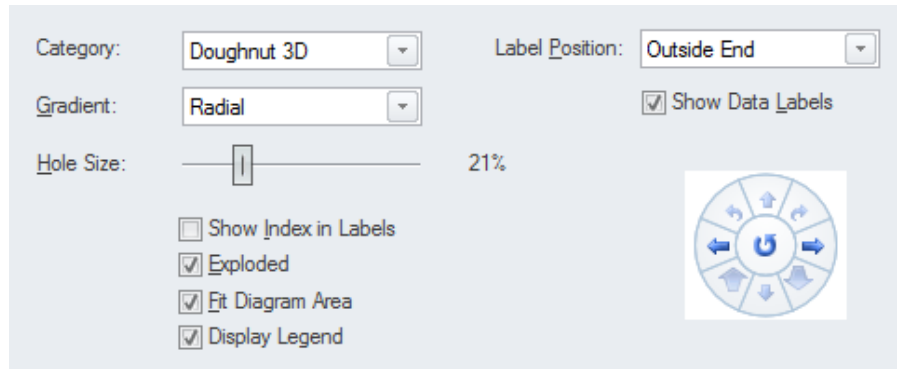 Category: Doughnut 3D Label Position: Outside End
Gradient: Radial Show Data Labels
Hole Size: 21%
Show Index in Labels
Exploded
Fit Diagram Area
Display Legend